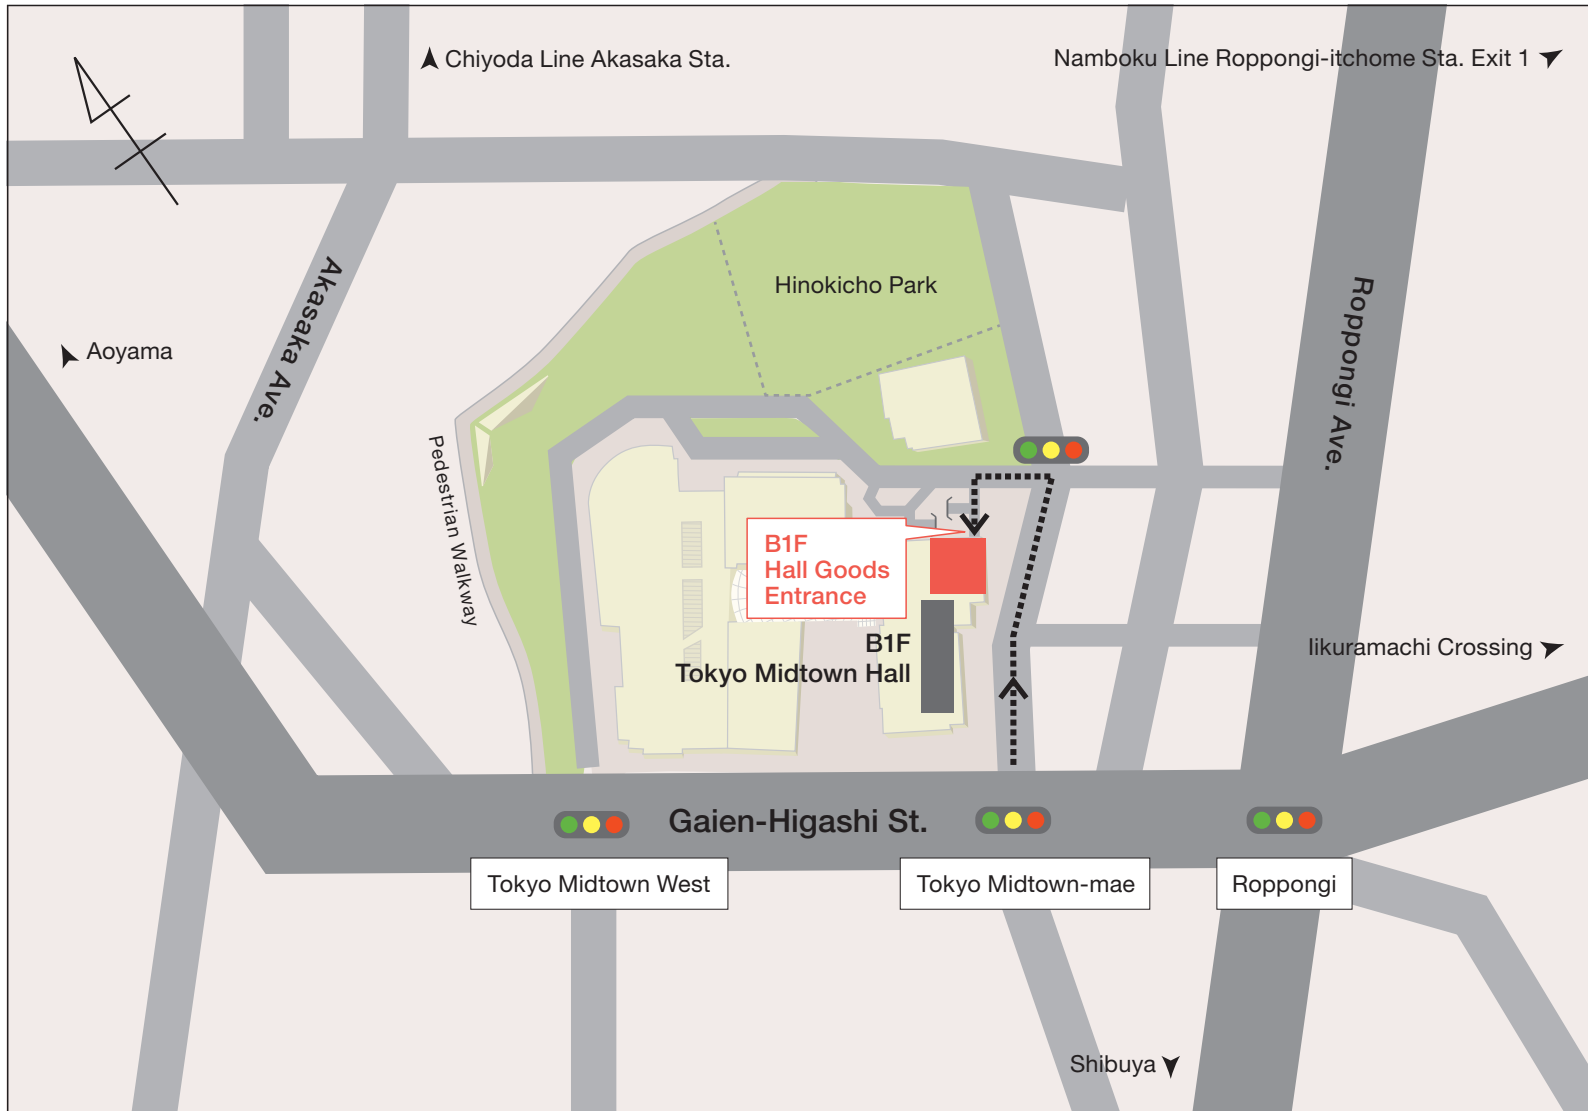 Chiyoda Line Akasaka Sta.
Namboku Line Roppongi-itchome Sta. Exit 1
Hinokicho Park
Akasaka Ave.
Roppongi Ave.
Aoyama
Pedestrian Walkway
B1F
Hall Goods
Entrance
B1F
Tokyo Midtown Hall
Iikuramachi Crossing
Gaien-Higashi St.
Tokyo Midtown West
Tokyo Midtown-mae
Roppongi
Shibuya